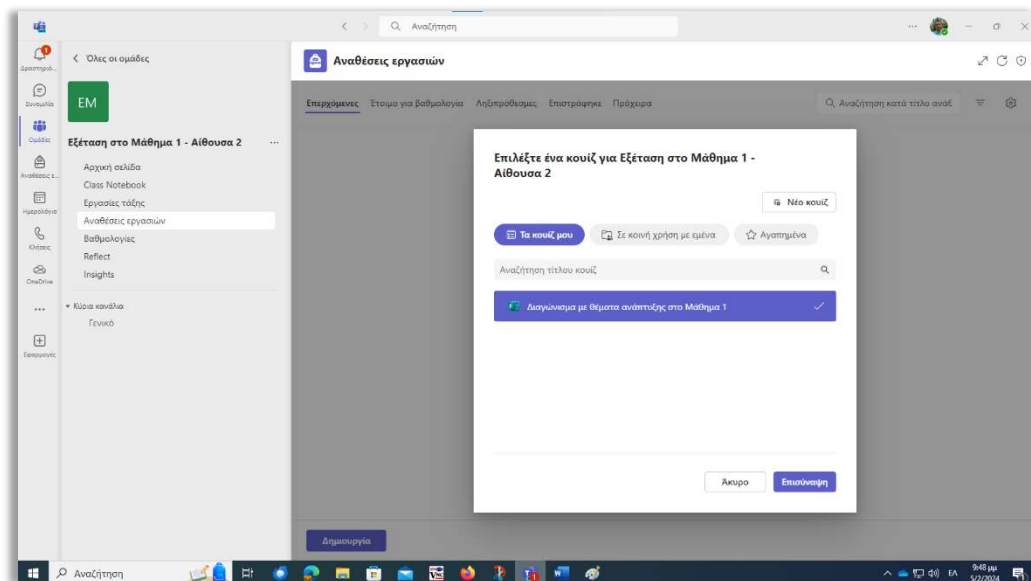 Αναζήτηση
Δραστηριό...
Συνομιλία
Ομάδες
Αναθέσεις ε...
Ημερολόγιο
Κλήσεις
OneDrive
Εφαρμογές
Όλες οι ομάδες
EM
Εξέταση στο Μάθημα 1 - Αίθουσα 2
Αρχική σελίδα
Class Notebook
Εργασίες τάξης
Αναθέσεις εργασιών
Βαθμολογίες
Reflect
Insights
Κύρια κανάλια
Γενικό
Αναθέσεις εργασιών
Επερχόμενες Έτοιμο για βαθμολογία Ληξιπρόθεσμες Επιστράφηκε Πρόχειρα Αναζήτηση κατά τίτλο ανάθ
Επιλέξτε ένα κουίζ για Εξέταση στο Μάθημα 1 -
Αίθουσα 2
Νέο κουίζ
Τα κουίζ μου Σε κοινή χρήση με εμένα Αγαπημένα
Αναζήτηση τίτλου κουίζ
Διαγώνισμα με θέματα ανάπτυξης στο Μάθημα 1
Άκυρο Επισύναψη
Δημιουργία
Αναζήτηση
ΕΛ
9:48 μμ
5/2/2024